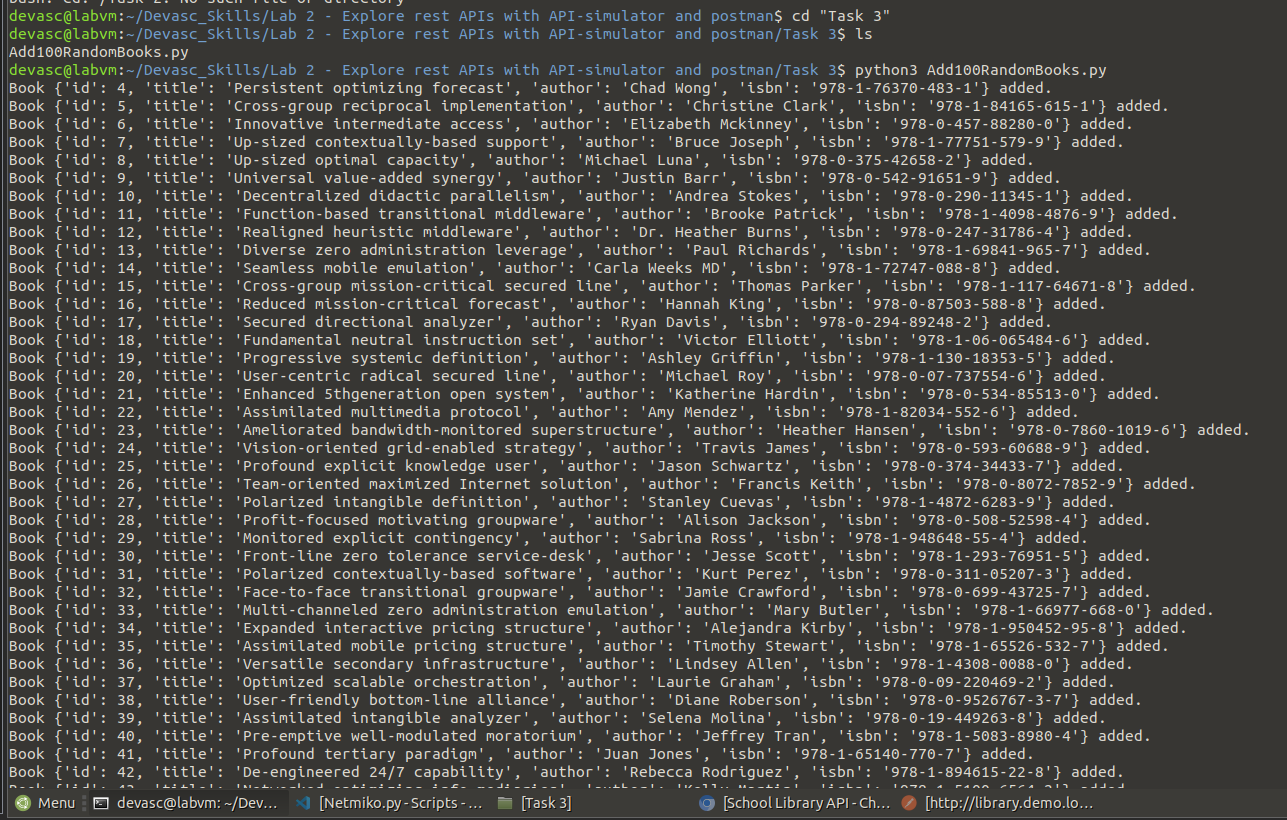 bash: cd: /Task 2: No such file or directory
devasc@labvm:~/Devasc_Skills/Lab 2 - Explore rest APIs with API-simulator and postman$ cd "Task 3"
devasc@labvm:~/Devasc_Skills/Lab 2 - Explore rest APIs with API-simulator and postman/Task 3$ ls
Add100RandomBooks.py
devasc@labvm:~/Devasc_Skills/Lab 2 - Explore rest APIs with API-simulator and postman/Task 3$ python3 Add100RandomBooks.py
Book {'id': 4, 'title': 'Persistent optimizing forecast', 'author': 'Chad Wong', 'isbn': '978-1-76370-483-1'} added.
Book {'id': 5, 'title': 'Cross-group reciprocal implementation', 'author': 'Christine Clark', 'isbn': '978-1-84165-615-1'} added.
Book {'id': 6, 'title': 'Innovative intermediate access', 'author': 'Elizabeth Mckinney', 'isbn': '978-0-457-88280-0'} added.
Book {'id': 7, 'title': 'Up-sized contextually-based support', 'author': 'Bruce Joseph', 'isbn': '978-1-77751-579-9'} added.
Book {'id': 8, 'title': 'Up-sized optimal capacity', 'author': 'Michael Luna', 'isbn': '978-0-375-42658-2'} added.
Book {'id': 9, 'title': 'Universal value-added synergy', 'author': 'Justin Barr', 'isbn': '978-0-542-91651-9'} added.
Book {'id': 10, 'title': 'Decentralized didactic parallelism', 'author': 'Andrea Stokes', 'isbn': '978-0-290-11345-1'} added.
Book {'id': 11, 'title': 'Function-based transitional middleware', 'author': 'Brooke Patrick', 'isbn': '978-1-4098-4876-9'} added.
Book {'id': 12, 'title': 'Realigned heuristic middleware', 'author': 'Dr. Heather Burns', 'isbn': '978-0-247-31786-4'} added.
Book {'id': 13, 'title': 'Diverse zero administration leverage', 'author': 'Paul Richards', 'isbn': '978-1-69841-965-7'} added.
Book {'id': 14, 'title': 'Seamless mobile emulation', 'author': 'Carla Weeks MD', 'isbn': '978-1-72747-088-8'} added.
Book {'id': 15, 'title': 'Cross-group mission-critical secured line', 'author': 'Thomas Parker', 'isbn': '978-1-117-64671-8'} added.
Book {'id': 16, 'title': 'Reduced mission-critical forecast', 'author': 'Hannah King', 'isbn': '978-0-87503-588-8'} added.
Book {'id': 17, 'title': 'Secured directional analyzer', 'author': 'Ryan Davis', 'isbn': '978-0-294-89248-2'} added.
Book {'id': 18, 'title': 'Fundamental neutral instruction set', 'author': 'Victor Elliott', 'isbn': '978-1-06-065484-6'} added.
Book {'id': 19, 'title': 'Progressive systemic definition', 'author': 'Ashley Griffin', 'isbn': '978-1-130-18353-5'} added.
Book {'id': 20, 'title': 'User-centric radical secured line', 'author': 'Michael Roy', 'isbn': '978-0-07-737554-6'} added.
Book {'id': 21, 'title': 'Enhanced 5thgeneration open system', 'author': 'Katherine Hardin', 'isbn': '978-0-534-85513-0'} added.
Book {'id': 22, 'title': 'Assimilated multimedia protocol', 'author': 'Amy Mendez', 'isbn': '978-1-82034-552-6'} added.
Book {'id': 23, 'title': 'Ameliorated bandwidth-monitored superstructure', 'author': 'Heather Hansen', 'isbn': '978-0-7860-1019-6'} added.
Book {'id': 24, 'title': 'Vision-oriented grid-enabled strategy', 'author': 'Travis James', 'isbn': '978-0-593-60688-9'} added.
Book {'id': 25, 'title': 'Profound explicit knowledge user', 'author': 'Jason Schwartz', 'isbn': '978-0-374-34433-7'} added.
Book {'id': 26, 'title': 'Team-oriented maximized Internet solution', 'author': 'Francis Keith', 'isbn': '978-0-8072-7852-9'} added.
Book {'id': 27, 'title': 'Polarized intangible definition', 'author': 'Stanley Cuevas', 'isbn': '978-1-4872-6283-9'} added.
Book {'id': 28, 'title': 'Profit-focused motivating groupware', 'author': 'Alison Jackson', 'isbn': '978-0-508-52598-4'} added.
Book {'id': 29, 'title': 'Monitored explicit contingency', 'author': 'Sabrina Ross', 'isbn': '978-1-948648-55-4'} added.
Book {'id': 30, 'title': 'Front-line zero tolerance service-desk', 'author': 'Jesse Scott', 'isbn': '978-1-293-76951-5'} added.
Book {'id': 31, 'title': 'Polarized contextually-based software', 'author': 'Kurt Perez', 'isbn': '978-0-311-05207-3'} added.
Book {'id': 32, 'title': 'Face-to-face transitional groupware', 'author': 'Jamie Crawford', 'isbn': '978-0-699-43725-7'} added.
Book {'id': 33, 'title': 'Multi-channeled zero administration emulation', 'author': 'Mary Butler', 'isbn': '978-1-66977-668-0'} added.
Book {'id': 34, 'title': 'Expanded interactive pricing structure', 'author': 'Alejandra Kirby', 'isbn': '978-1-950452-95-8'} added.
Book {'id': 35, 'title': 'Assimilated mobile pricing structure', 'author': 'Timothy Stewart', 'isbn': '978-1-65526-532-7'} added.
Book {'id': 36, 'title': 'Versatile secondary infrastructure', 'author': 'Lindsey Allen', 'isbn': '978-1-4308-0088-0'} added.
Book {'id': 37, 'title': 'Optimized scalable orchestration', 'author': 'Laurie Graham', 'isbn': '978-0-09-220469-2'} added.
Book {'id': 38, 'title': 'User-friendly bottom-line alliance', 'author': 'Diane Roberson', 'isbn': '978-0-9526767-3-7'} added.
Book {'id': 39, 'title': 'Assimilated intangible analyzer', 'author': 'Selena Molina', 'isbn': '978-0-19-449263-8'} added.
Book {'id': 40, 'title': 'Pre-emptive well-modulated moratorium', 'author': 'Jeffrey Tran', 'isbn': '978-1-5083-8980-4'} added.
Book {'id': 41, 'title': 'Profound tertiary paradigm', 'author': 'Juan Jones', 'isbn': '978-1-65140-770-7'} added.
Book {'id': 42, 'title': 'De-engineered 24/7 capability', 'author': 'Rebecca Rodriguez', 'isbn': '978-1-894615-22-8'} added.
Menu devasc@labvm: ~/Dev... [Netmiko.py - Scripts - ... [Task 3] [School Library API - Ch... [http://library.demo.lo...